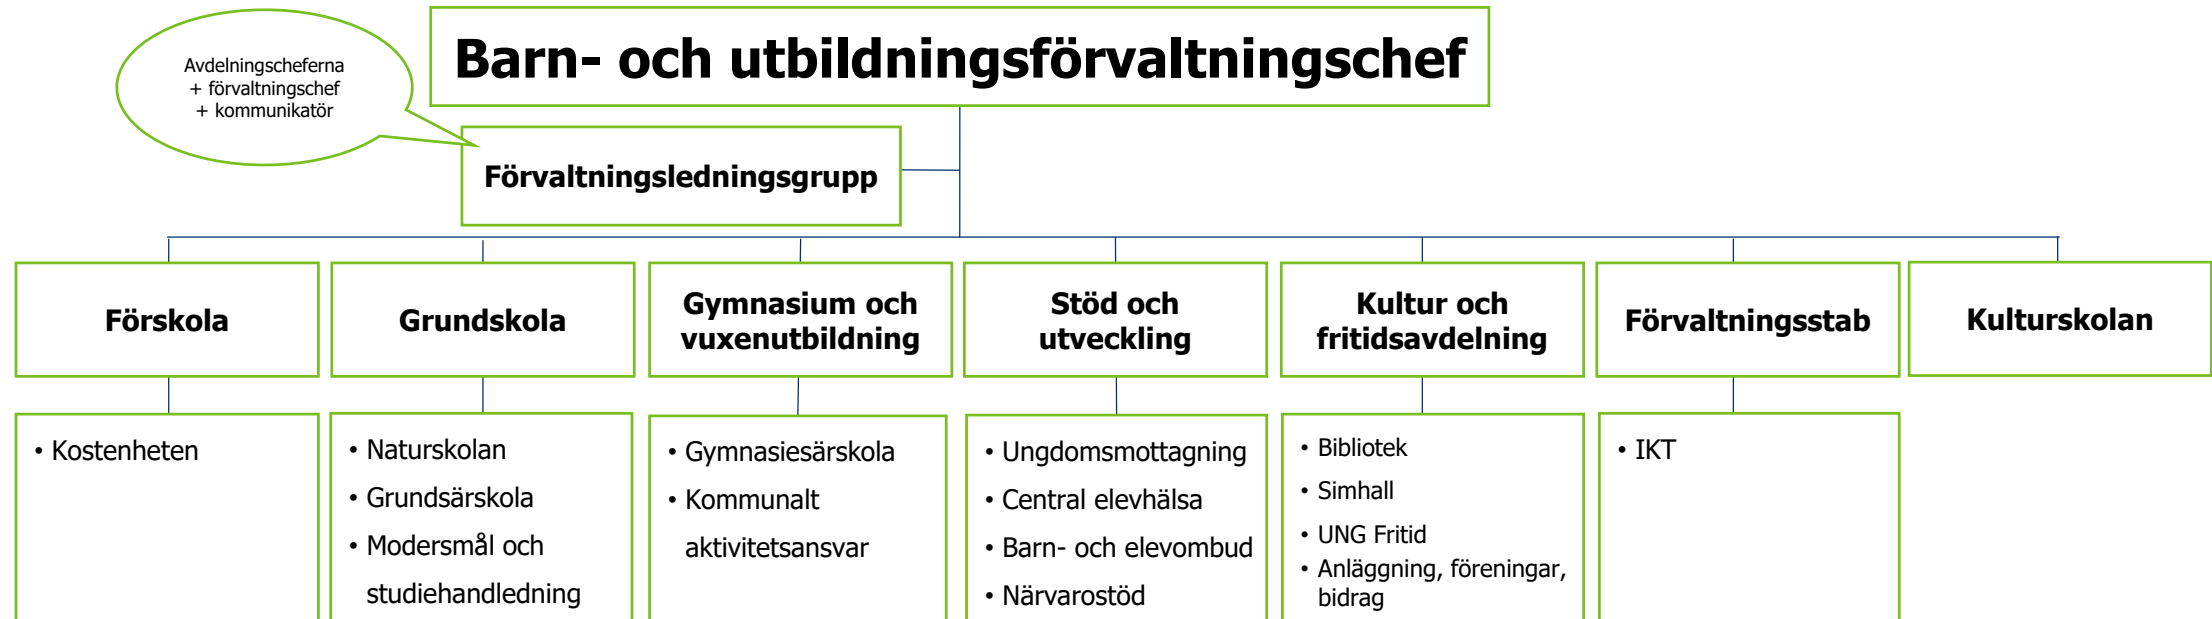 Avdelningscheferna
+ förvaltningschef
+ kommunikatör
Barn- och utbildningsförvaltningschef
Förvaltningsledningsgrupp
Förskola
Grundskola
Gymnasium och
vuxenutbildning
Stöd och
utveckling
Kultur och
fritidsavdelning
Förvaltningsstab
Kulturskolan
• Kostenheten
• Naturskolan
• Grundsärskola
• Modersmål och
studiehandledning
• Gymnasiesärskola
• Kommunalt
aktivitetsansvar
• Ungdomsmottagning
• Central elevhälsa
• Barn- och elevombud
• Närvarostöd
• Bibliotek
• Simhall
• UNG Fritid
• Anläggning, föreningar,
bidrag
• IKT